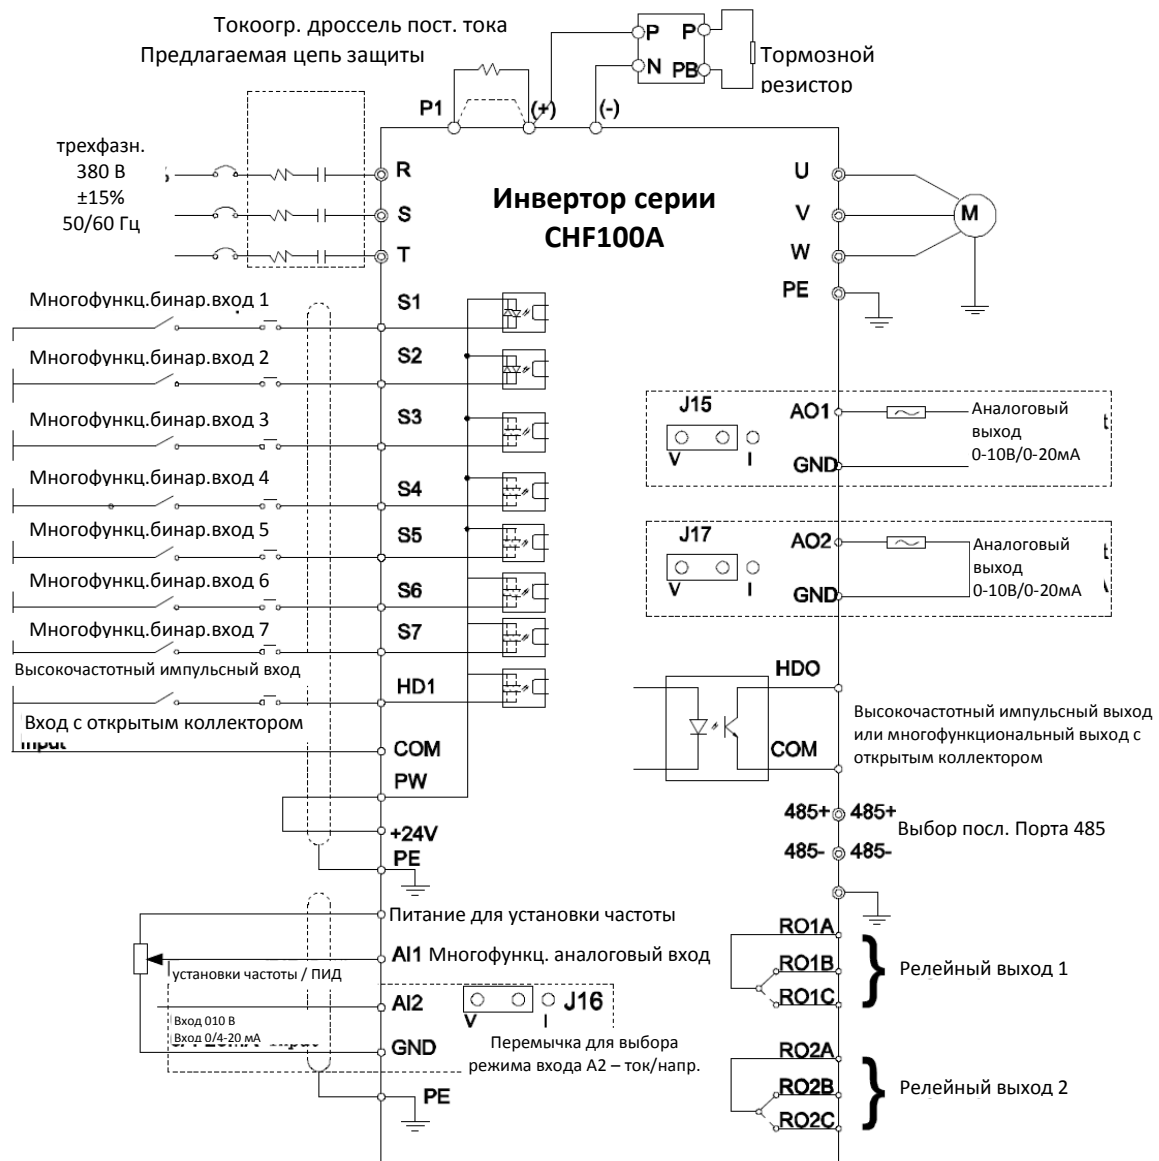 Токоогр. дроссель пост. тока
Предлагаемая цепь защиты
P P
N PB
Тормозной
резистор
P1 (+) (-)
трехфазн.
380 В
±15%
50/60 Гц
R
S
T
Инвертор серии
CHF100A
U
V
W
PE
M
Многофункц.бинар.вход 1
S1
Многофункц.бинар.вход 2
S2
Многофункц.бинар.вход 3
S3
Многофункц.бинар.вход 4
S4
Многофункц.бинар.вход 5
S5
Многофункц.бинар.вход 6
S6
Многофункц.бинар.вход 7
S7
Высокочастотный импульсный вход
HD1
Вход с открытым коллектором
COM
PW
+24V
PE
J15
V I
AO1
GND
Аналоговый
выход
0-10В/0-20мА
J17
V I
AO2
GND
Аналоговый
выход
0-10В/0-20мА
HDO
COM
Высокочастотный импульсный выход
или многофункциональный выход с
открытым коллектором
485+ 485+
485- 485-
Выбор посл. Порта 485
Питание для установки частоты
AI1 Многофункц. аналоговый вход
установки частоты / ПИД
AI2
J16
V I
Вход 010 В
Вход 0/4-20 мА
GND
Перемычка для выбора
режима входа А2 – ток/напр.
PE
RO1A
RO1B
RO1C
Релейный выход 1
RO2A
RO2B
RO2C
Релейный выход 2